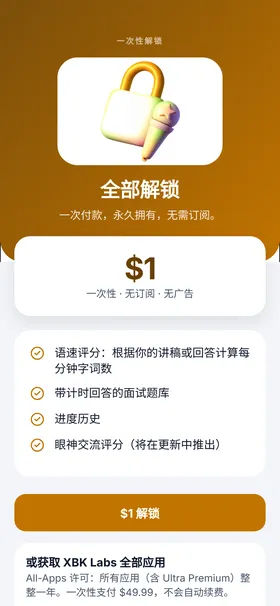 一次性解锁
全部解锁
一次付款，永久拥有，无需订阅。
$1
一次性 · 无订阅 · 无广告
语速评分：根据你的讲稿或回答计算每
分钟字词数
带计时回答的面试题库
进度历史
眼神交流评分（将在更新中推出）
$1 解锁
或获取 XBK Labs 全部应用
All-Apps 许可：所有应用（含 Ultra Premium）整
整一年。一次性支付 $49.99，不会自动续费。